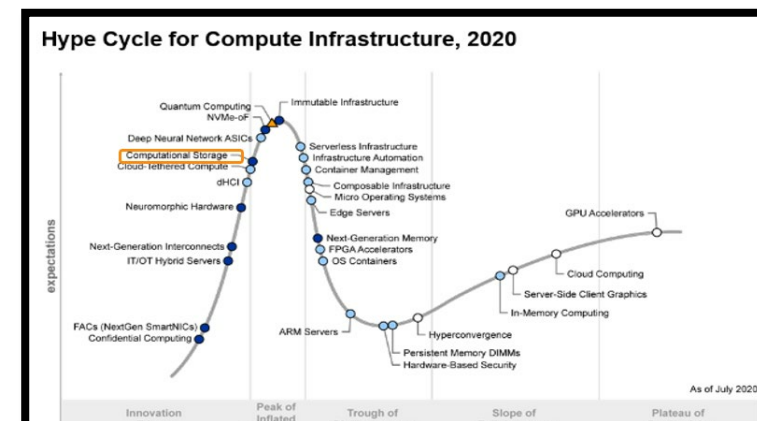 Hype Cycle for Compute Infrastructure, 2020
expectations
Quantum Computing
Immutable Infrastructure
NVMe-oF
Deep Neural Network ASICs
Computational Storage
Cloud-Tethered Compute
dHCI
Neuromorphic Hardware
Next-Generation Interconnects
IT/OT Hybrid Servers
FACs (NextGen SmartNICs)
Confidential Computing
Serverless Infrastructure
Infrastructure Automation
Container Management
Composable Infrastructure
Micro Operating Systems
Edge Servers
Next-Generation Memory
FPGA Accelerators
OS Containers
ARM Servers
Hyperconvergence
Persistent Memory DIMMs
Hardware-Based Security
GPU Accelerators
Cloud Computing
Server-Side Client Graphics
In-Memory Computing
As of July 2020
Innovation
Peak of
Inflated
Trough of
Slope of
Plateau of